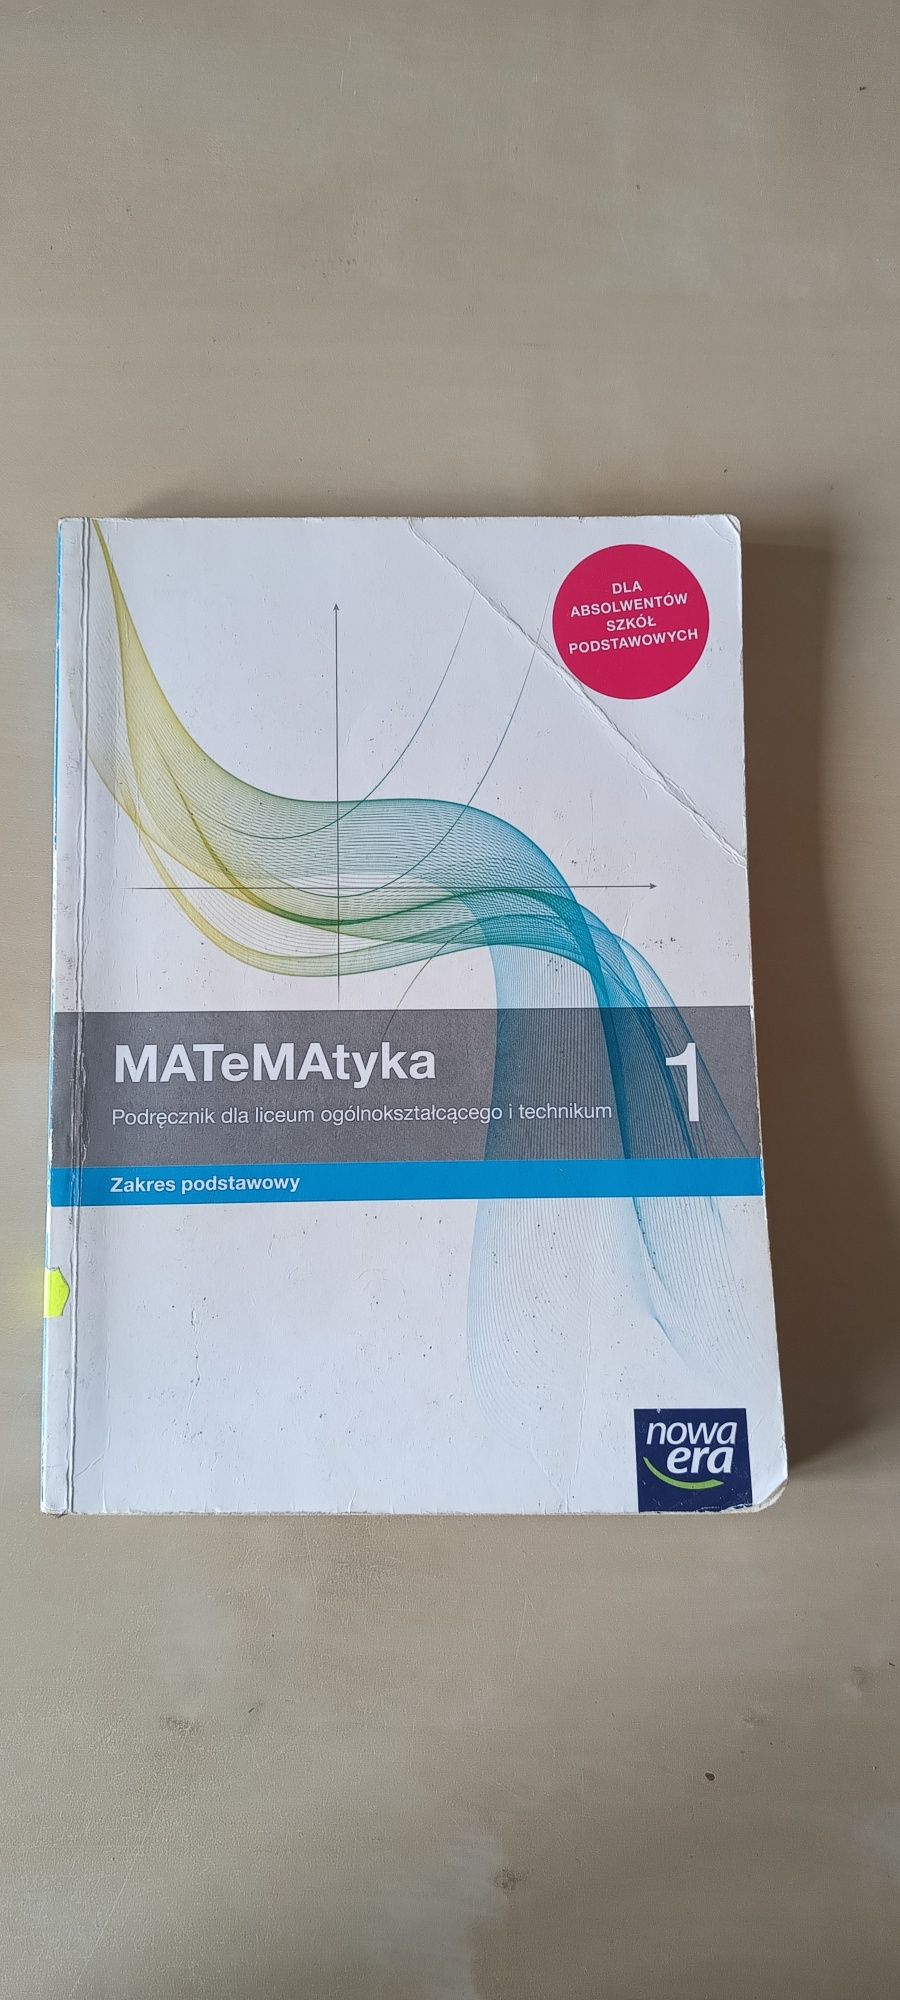 DLA
ABSOLWENTÓW
SZKÓŁ
PODSTAWOWYCH
MATeMAtyka 1
Podręcznik dla liceum ogólnokształcącego i technikum
Zakres podstawowy
nowa
era